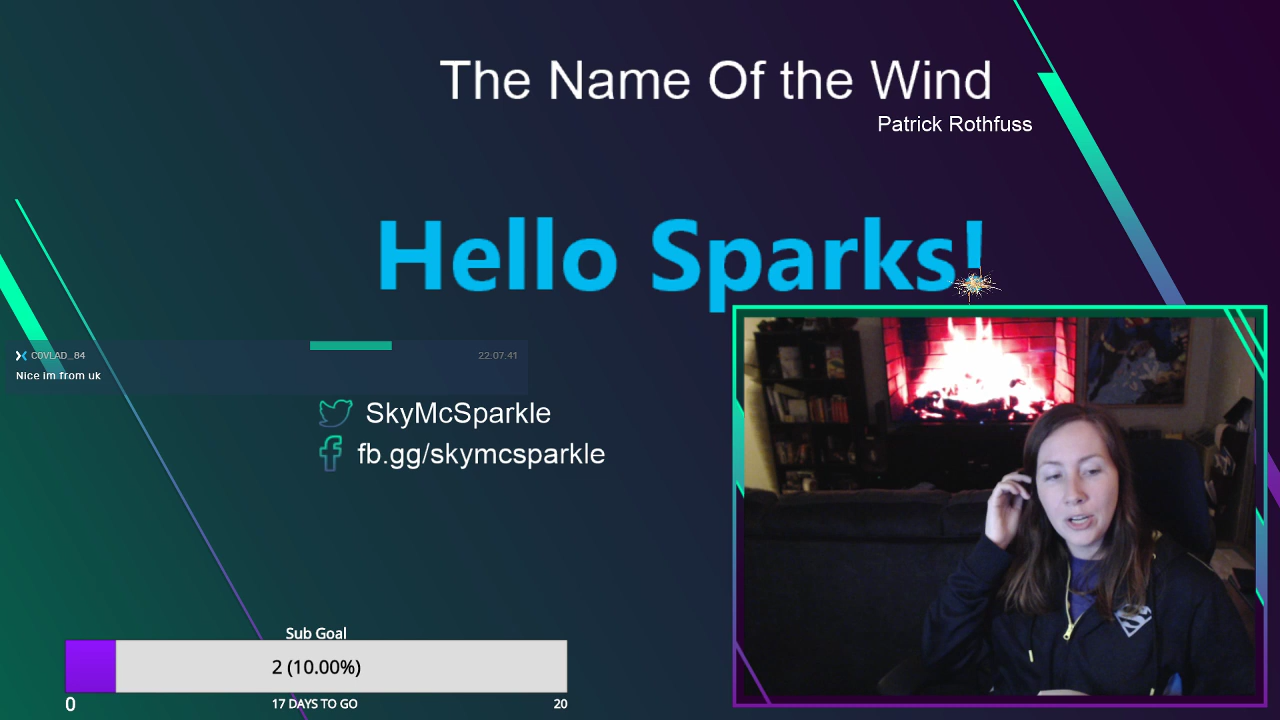 The Name Of the Wind
Patrick Rothfuss
Hello Sparks!
C0VLAD_84
22:07:41
Nice im from uk
SkyMcSparkle
fb.gg/skymcsparkle
Sub Goal
2 (10.00%)
0
17 DAYS TO GO
20